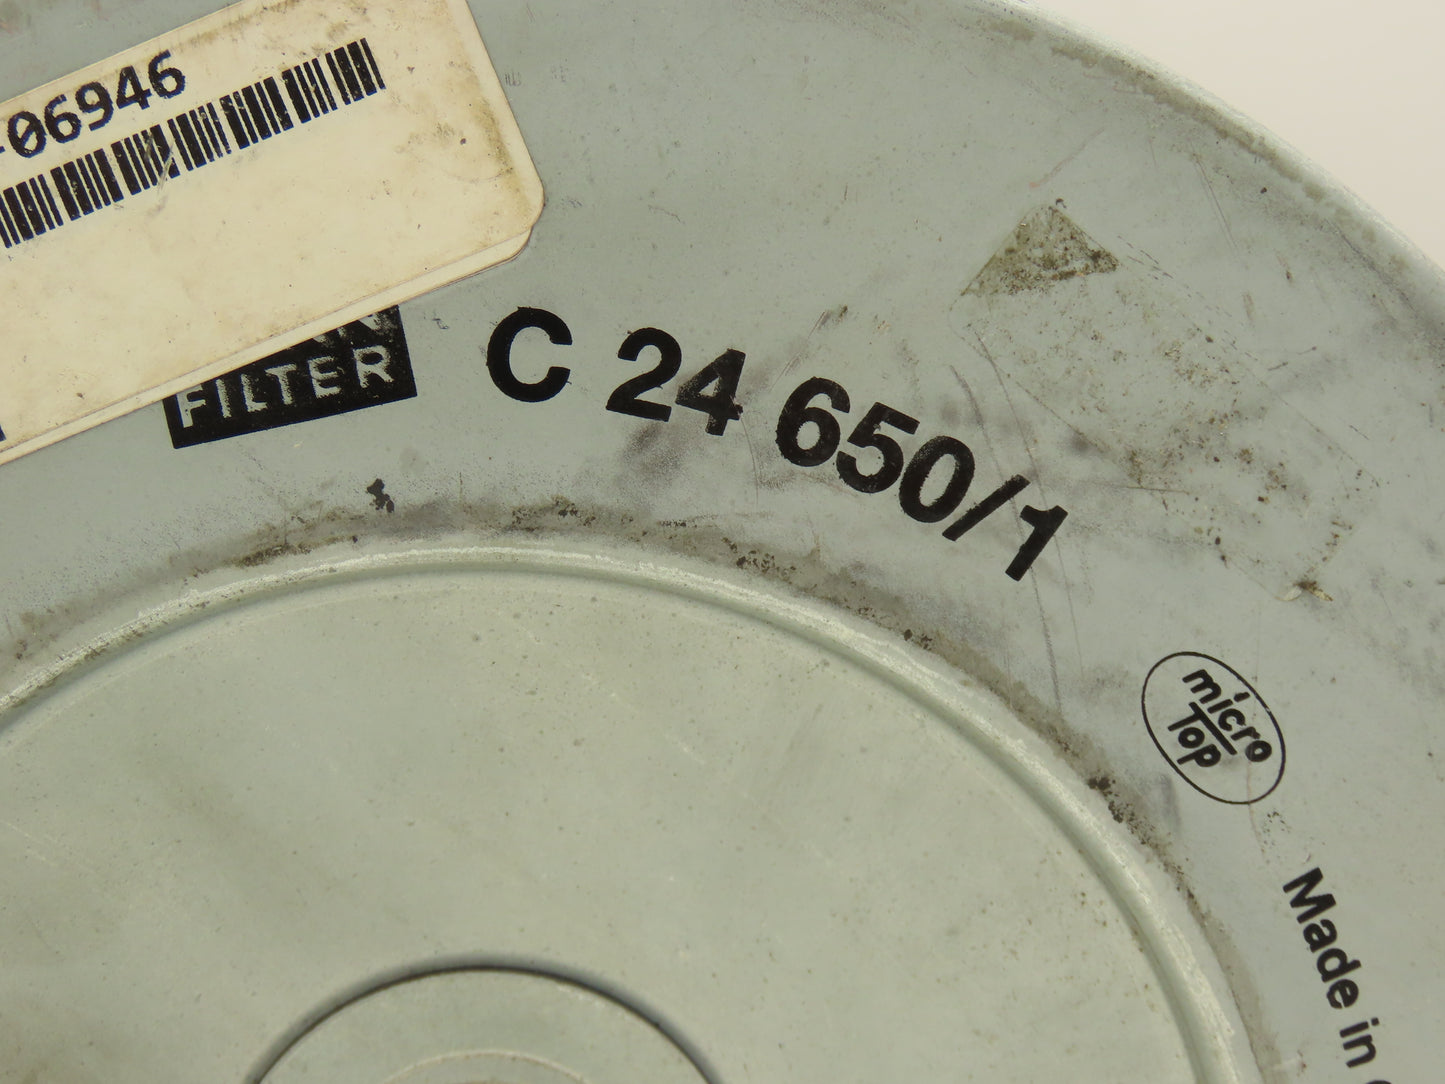 -06946
FILTER
C 24 650/1
micro
Top
Made in